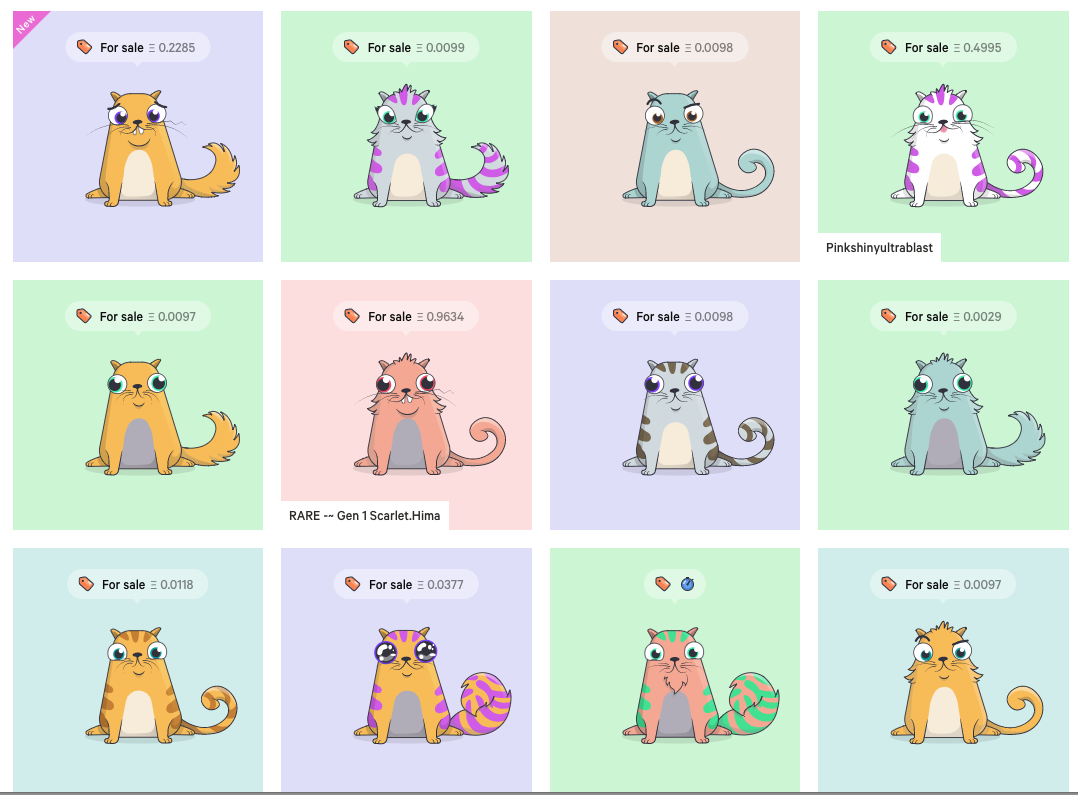 New
For sale Ξ 0.2285
For sale Ξ 0.0099
For sale Ξ 0.0098
For sale Ξ 0.4995
Pinkshinyultrablast
For sale Ξ 0.0097
For sale Ξ 0.9634
For sale Ξ 0.0098
For sale Ξ 0.0029
RARE -~ Gen 1 Scarlet.Hima
For sale Ξ 0.0118
For sale Ξ 0.0377
For sale Ξ 0.0097